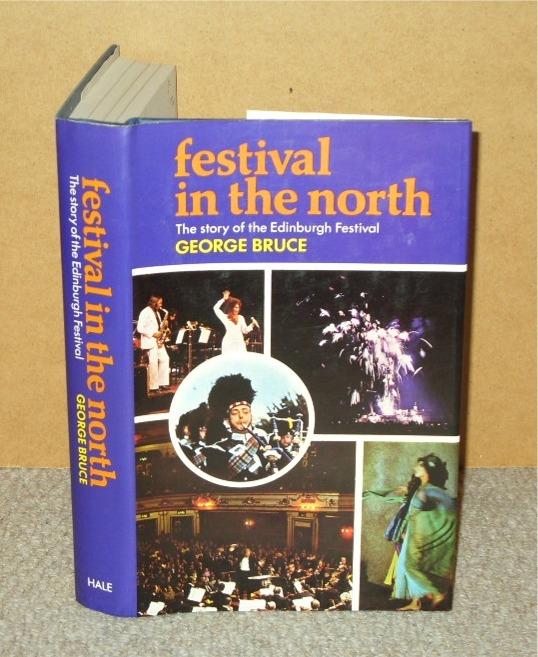 festival
in the north
The story of the Edinburgh Festival
GEORGE BRUCE
festival in the north
The story of the Edinburgh Festival
GEORGE BRUCE
HALE